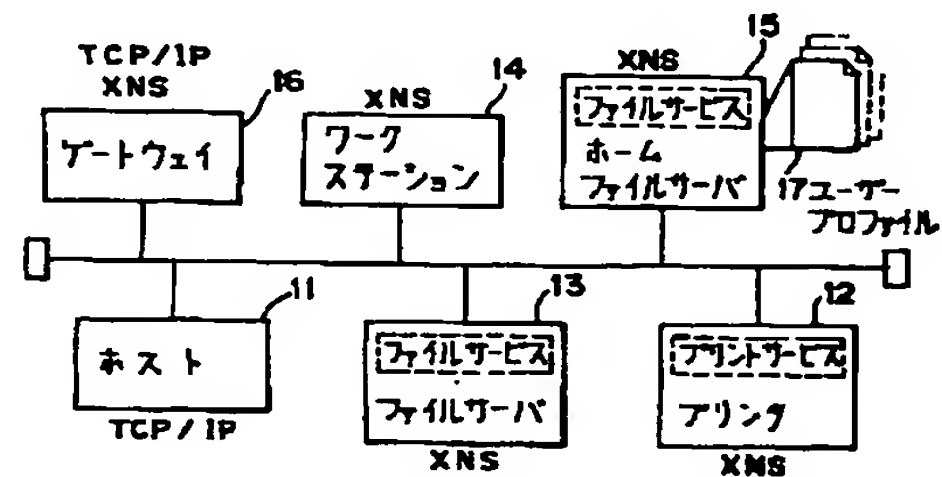 TCP/IP
XNS
16
ゲートウェイ
XNS
14
ワーク
ステーション
XNS
15
ファイルサービス
ホーム
ファイルサーバ
17ユーザー
プロファイル
11
ホスト
TCP/IP
13
ファイルサービス
ファイルサーバ
XNS
12
プリントサービス
プリンタ
XNS